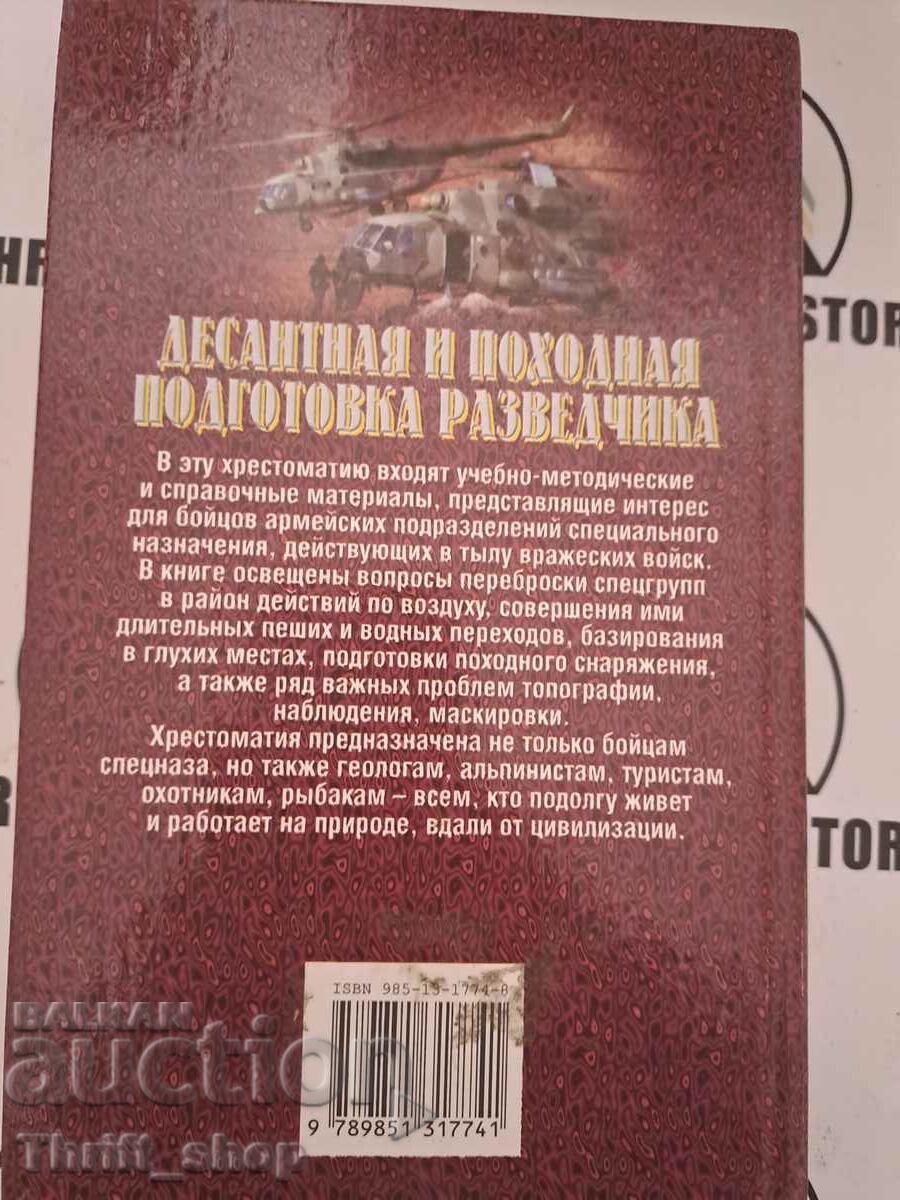 ДЕСАНТНАЯ И ПОХОДНАЯ
ПОДГОТОВКА РАЗВЕДЧИКА
В эту хрестоматию входят учебно-методические
и справочные материалы, представлящие интерес
для бойцов армейских подразделений специального
назначения, действующих в тылу вражеских войск.
В книге освещены вопросы переброски спецгрупп
в район действий по воздуху, совершения ими
длительных пеших и водных переходов, базирования
в глухих местах, подготовки походного снаряжения,
а также ряд важных проблем топографии,
наблюдения, маскировки.
Хрестоматия предназначена не только бойцам
спецназа, но также геологам, альпинистам, туристам,
охотникам, рыбакам – всем, кто подолгу живет
и работает на природе, вдали от цивилизации.
ISBN 985-13-1774-8
9 789851 317741
BALKAN
auction
Thrift_shop
HR
STOR
R
TOR